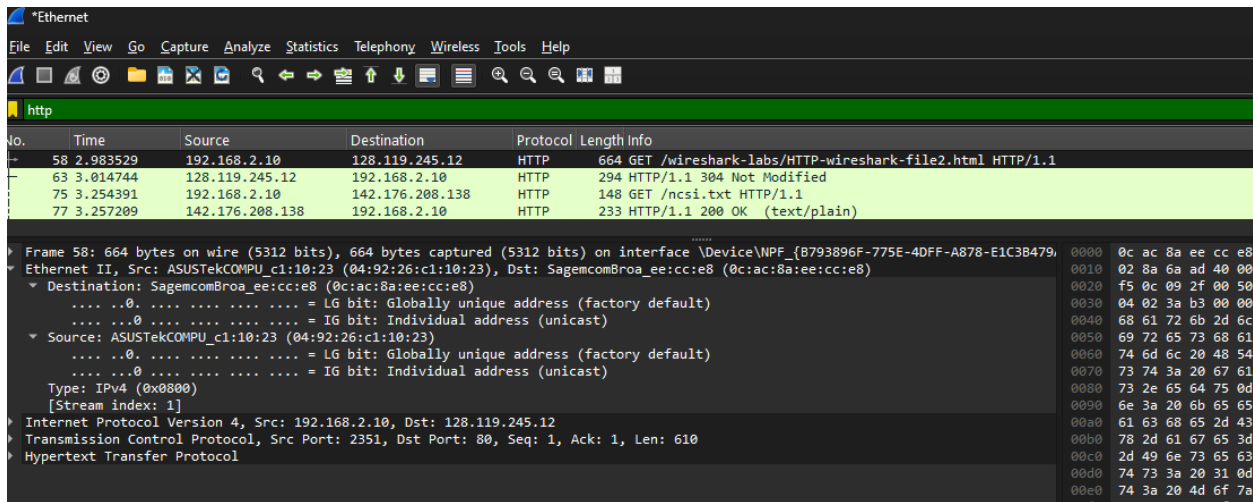 *Ethernet
File Edit View Go Capture Analyze Statistics Telephony Wireless Tools Help
http
No. Time Source Destination Protocol Length Info
58 2.983529 192.168.2.10 128.119.245.12 HTTP 664 GET /wireshark-labs/HTTP-wireshark-file2.html HTTP/1.1
63 3.014744 128.119.245.12 192.168.2.10 HTTP 294 HTTP/1.1 304 Not Modified
75 3.254391 192.168.2.10 142.176.208.138 HTTP 148 GET /ncsi.txt HTTP/1.1
77 3.257209 142.176.208.138 192.168.2.10 HTTP 233 HTTP/1.1 200 OK (text/plain)
Frame 58: 664 bytes on wire (5312 bits), 664 bytes captured (5312 bits) on interface \Device\NPF_{B793896F-775E-4DFF-A878-E1C3B479 0000 0c ac 8a ee cc e8
Ethernet II, Src: ASUSTekCOMPU_c1:10:23 (04:92:26:c1:10:23), Dst: SagemcomBroa_ee:cc:e8 (0c:ac:8a:ee:cc:e8) 0010 02 8a 6a ad 40 00
Destination: SagemcomBroa_ee:cc:e8 (0c:ac:8a:ee:cc:e8) 0020 f5 0c 09 2f 00 50
.... ..0. .... .... .... .... = LG bit: Globally unique address (factory default) 0030 04 02 3a b3 00 00
.... ...0 .... .... .... .... = IG bit: Individual address (unicast) 0040 68 61 72 6b 2d 6c
Source: ASUSTekCOMPU_c1:10:23 (04:92:26:c1:10:23) 0050 69 72 65 73 68 61
.... ..0. .... .... .... .... = LG bit: Globally unique address (factory default) 0060 74 6d 6c 20 48 54
.... ...0 .... .... .... .... = IG bit: Individual address (unicast) 0070 73 74 3a 20 67 61
Type: IPv4 (0x0800) 0080 73 2e 65 64 75 0d
[Stream index: 1] 0090 6e 3a 20 6b 65 65
Internet Protocol Version 4, Src: 192.168.2.10, Dst: 128.119.245.12 00a0 61 63 68 65 2d 43
Transmission Control Protocol, Src Port: 2351, Dst Port: 80, Seq: 1, Ack: 1, Len: 610 00b0 78 2d 61 67 65 3d
Hypertext Transfer Protocol 00c0 2d 49 6e 73 65 63
00d0 74 73 3a 20 31 0d
00e0 74 3a 20 4d 6f 7a